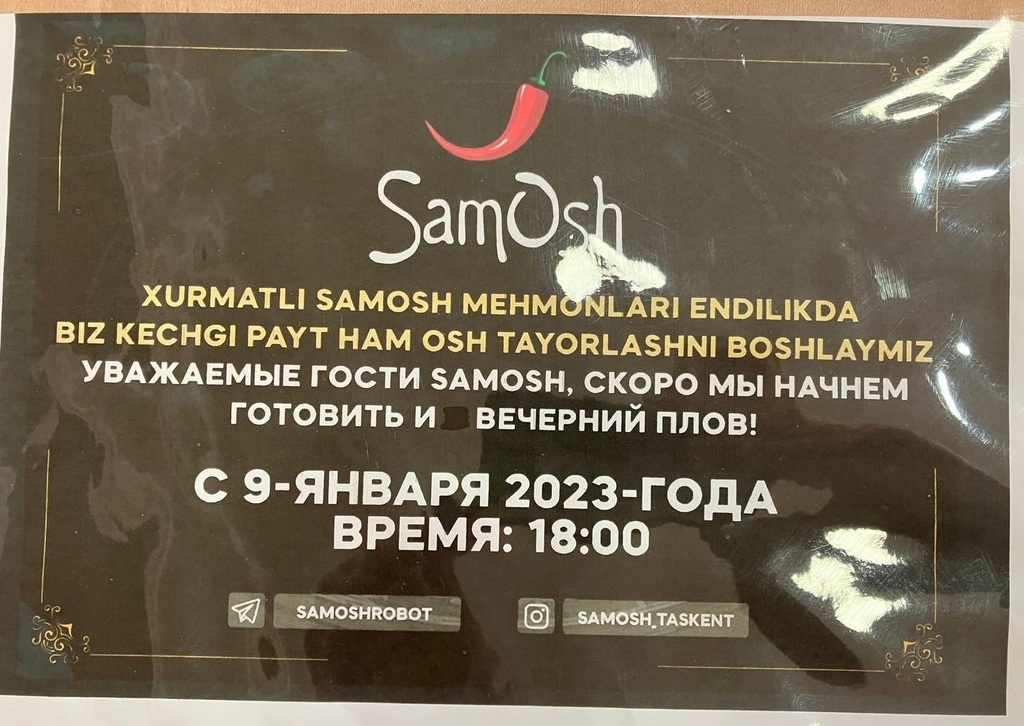 SamOsh
XURMATLI SAMOSH MEHMONLARI ENDILIKDA
BIZ KECHGI PAYT HAM OSH TAYORLASHNI BOSHLAYMIZ
УВАЖАЕМЫЕ ГОСТИ SAMOSH, СКОРО МЫ НАЧНЕМ
ГОТОВИТЬ И ВЕЧЕРНИЙ ПЛОВ!
С 9-ЯНВАРЯ 2023-ГОДА
ВРЕМЯ: 18:00
SAMOSHROBOT
SAMOSH_TASKENT